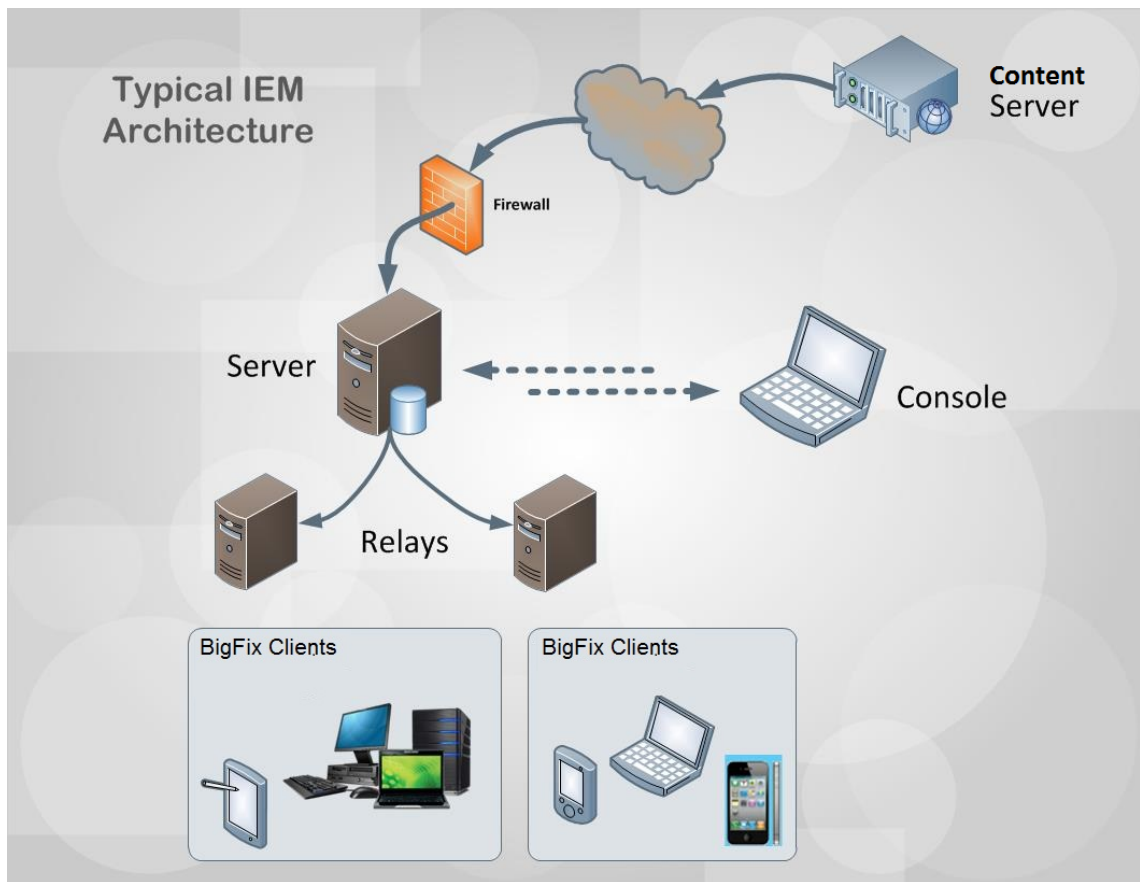 Typical IEM
Architecture
Content
Server
Firewall
Server
Console
Relays
BigFix Clients
BigFix Clients